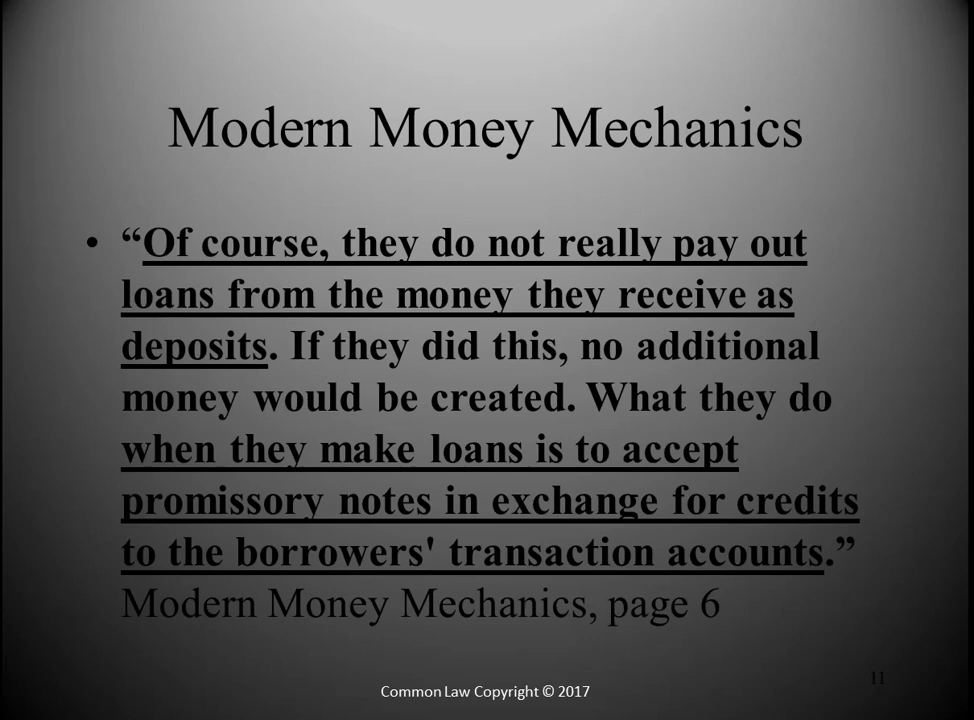 Modern Money Mechanics
• “Of course, they do not really pay out
loans from the money they receive as
deposits. If they did this, no additional
money would be created. What they do
when they make loans is to accept
promissory notes in exchange for credits
to the borrowers' transaction accounts.”
Modern Money Mechanics, page 6
11
Common Law Copyright © 2017